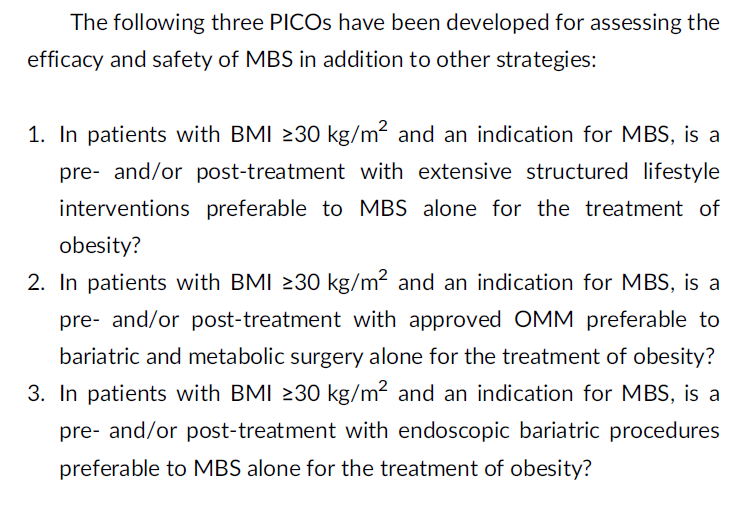 The following three PICOs have been developed for assessing the
efficacy and safety of MBS in addition to other strategies:
1. In patients with BMI ≥30 kg/m² and an indication for MBS, is a
pre- and/or post-treatment with extensive structured lifestyle
interventions preferable to MBS alone for the treatment of
obesity?
2. In patients with BMI ≥30 kg/m² and an indication for MBS, is a
pre- and/or post-treatment with approved OMM preferable to
bariatric and metabolic surgery alone for the treatment of obesity?
3. In patients with BMI ≥30 kg/m² and an indication for MBS, is a
pre- and/or post-treatment with endoscopic bariatric procedures
preferable to MBS alone for the treatment of obesity?